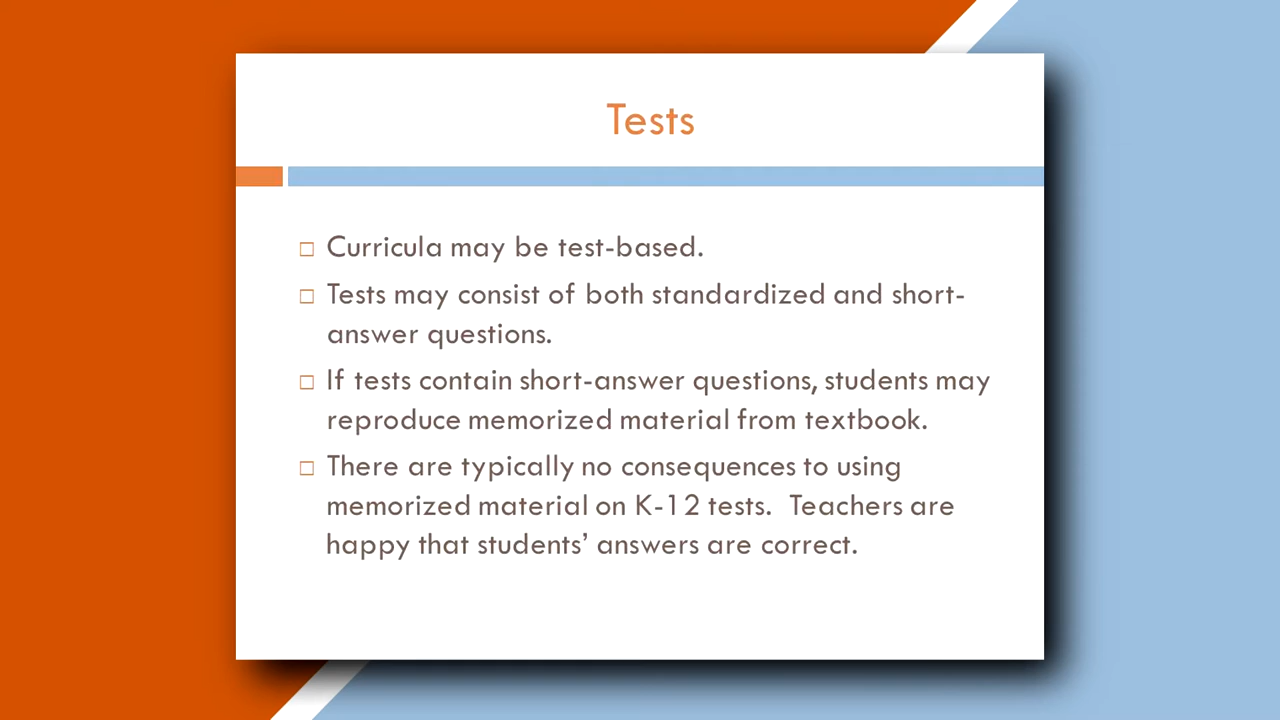 Tests
Curricula may be test-based.
Tests may consist of both standardized and short-
answer questions.
If tests contain short-answer questions, students may
reproduce memorized material from textbook.
There are typically no consequences to using
memorized material on K-12 tests.  Teachers are
happy that students’ answers are correct.